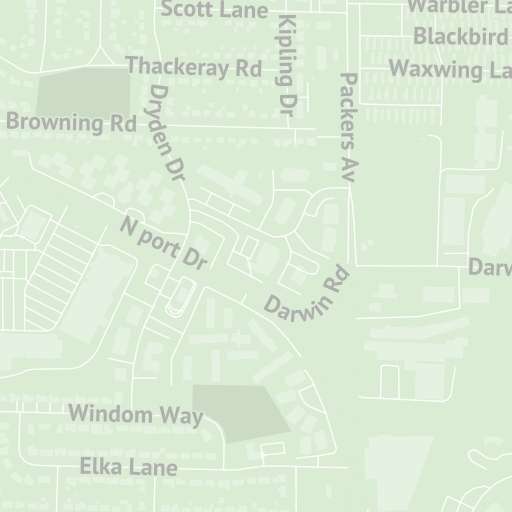 Scott Lane
Kipling Dr
Warbler La
Blackbird
Waxwing La
Thackeray Rd
Packers Av
Browning Rd
Dryden Dr
N port Dr
Darwin Rd
Darw
Windom Way
Elka Lane